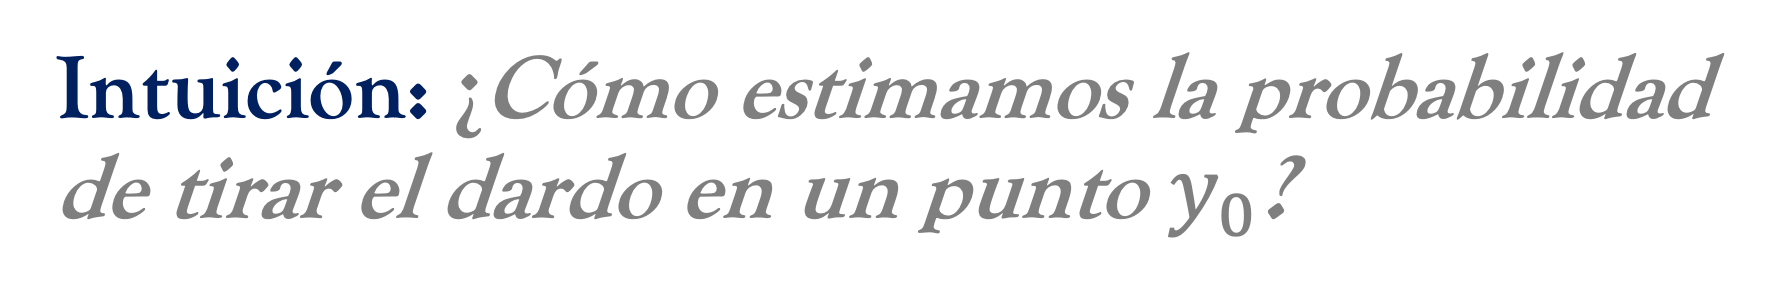 Intuición: ¿Cómo estimamos la probabilidad
de tirar el dardo en un punto y₀?